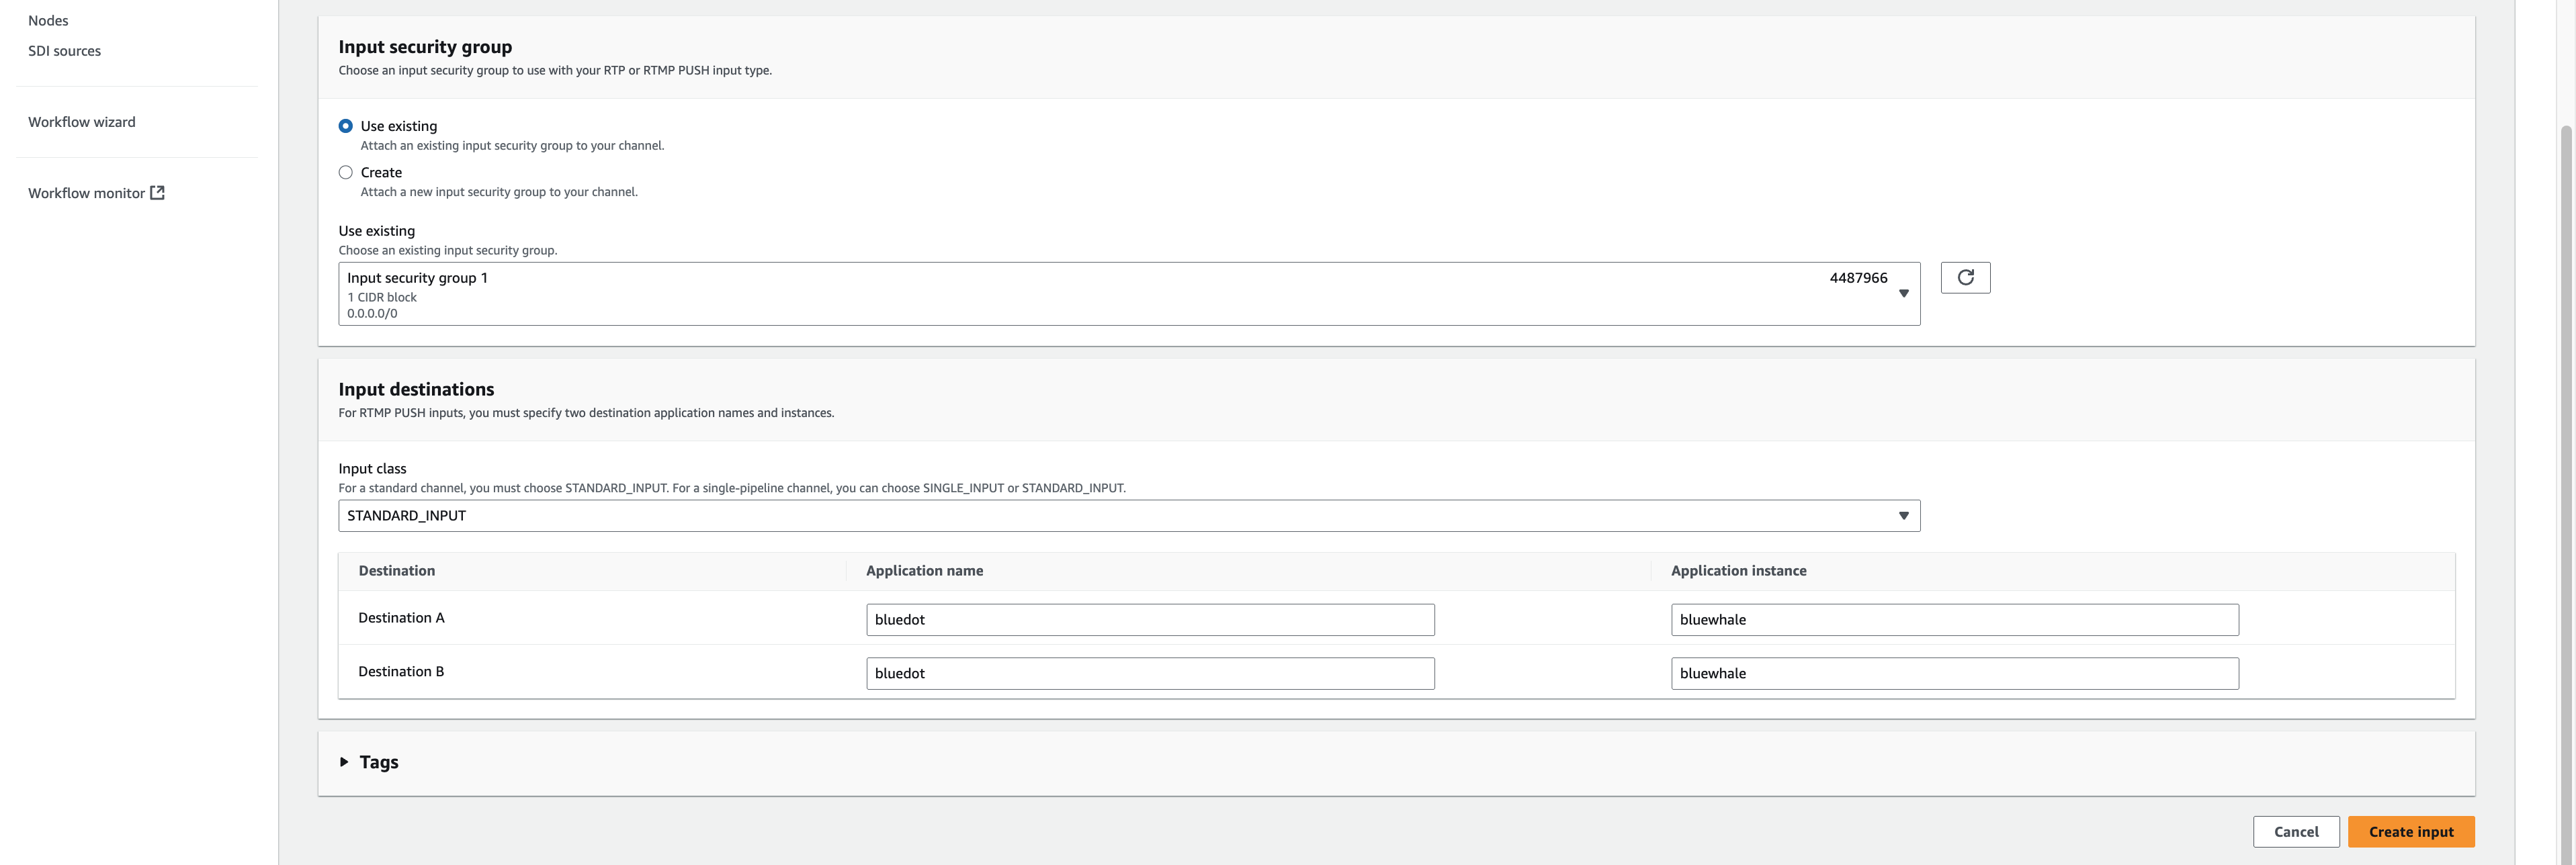 Nodes
SDI sources
Workflow wizard
Workflow monitor
Input security group
Choose an input security group to use with your RTP or RTMP PUSH input type.
Use existing
Attach an existing input security group to your channel.
Create
Attach a new input security group to your channel.
Use existing
Choose an existing input security group.
Input security group 1 4487966
1 CIDR block
0.0.0.0/0
Input destinations
For RTMP PUSH inputs, you must specify two destination application names and instances.
Input class
For a standard channel, you must choose STANDARD_INPUT. For a single-pipeline channel, you can choose SINGLE_INPUT or STANDARD_INPUT.
STANDARD_INPUT
Destination Application name Application instance
Destination A bluedot bluewhale
Destination B bluedot bluewhale
Tags
Cancel Create input